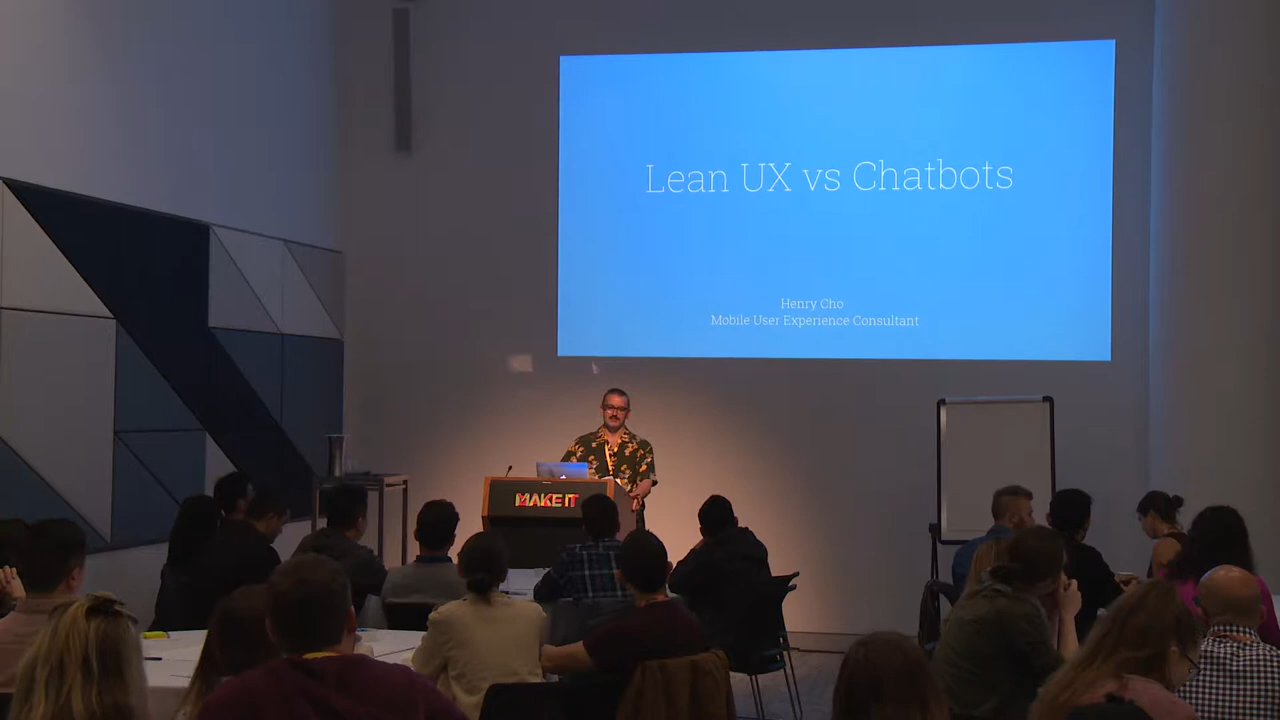 Lean UX vs Chatbots
Henry Cho
Mobile User Experience Consultant
MAKE IT